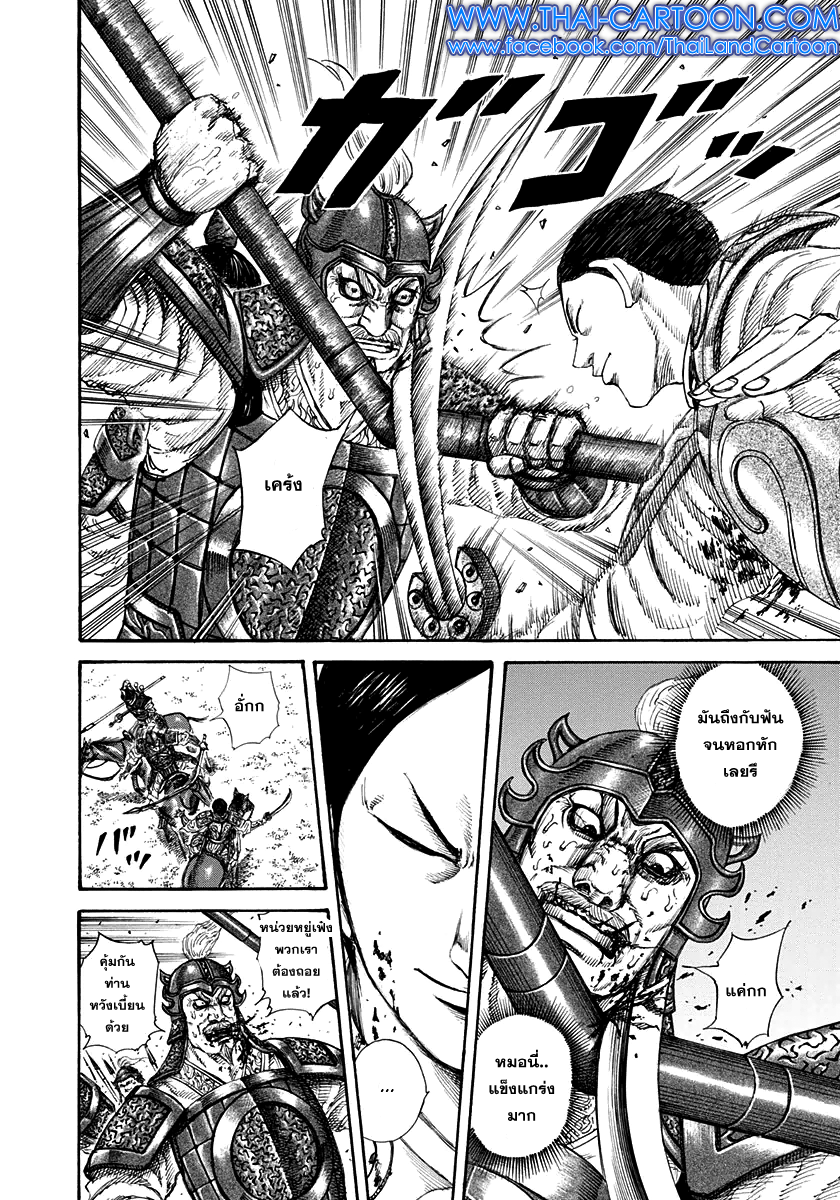 WWW.THAI-CARTOON.COM
www.facebook.com/ThaiLandCartoon
ガゴッ
เคร้ง
มันถึงกับฟัน
จนหอกหัก
เลยรึ
แค่กก
หมอนี่..
แข็งแกร่ง
มาก
...
อั่กก
หน่วยหยู่เฟิง
พวกเรา
ต้องถอย
แล้ว!
คุ้มกัน
ท่าน
หวังเบี้ยน
ด้วย